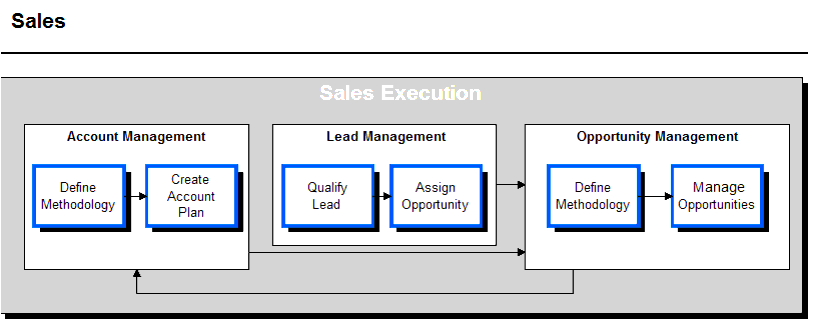 Sales
Sales Execution
Account Management
Define
Methodology
Create
Account
Plan
Lead Management
Qualify
Lead
Assign
Opportunity
Opportunity Management
Define
Methodology
Manage
Opportunities